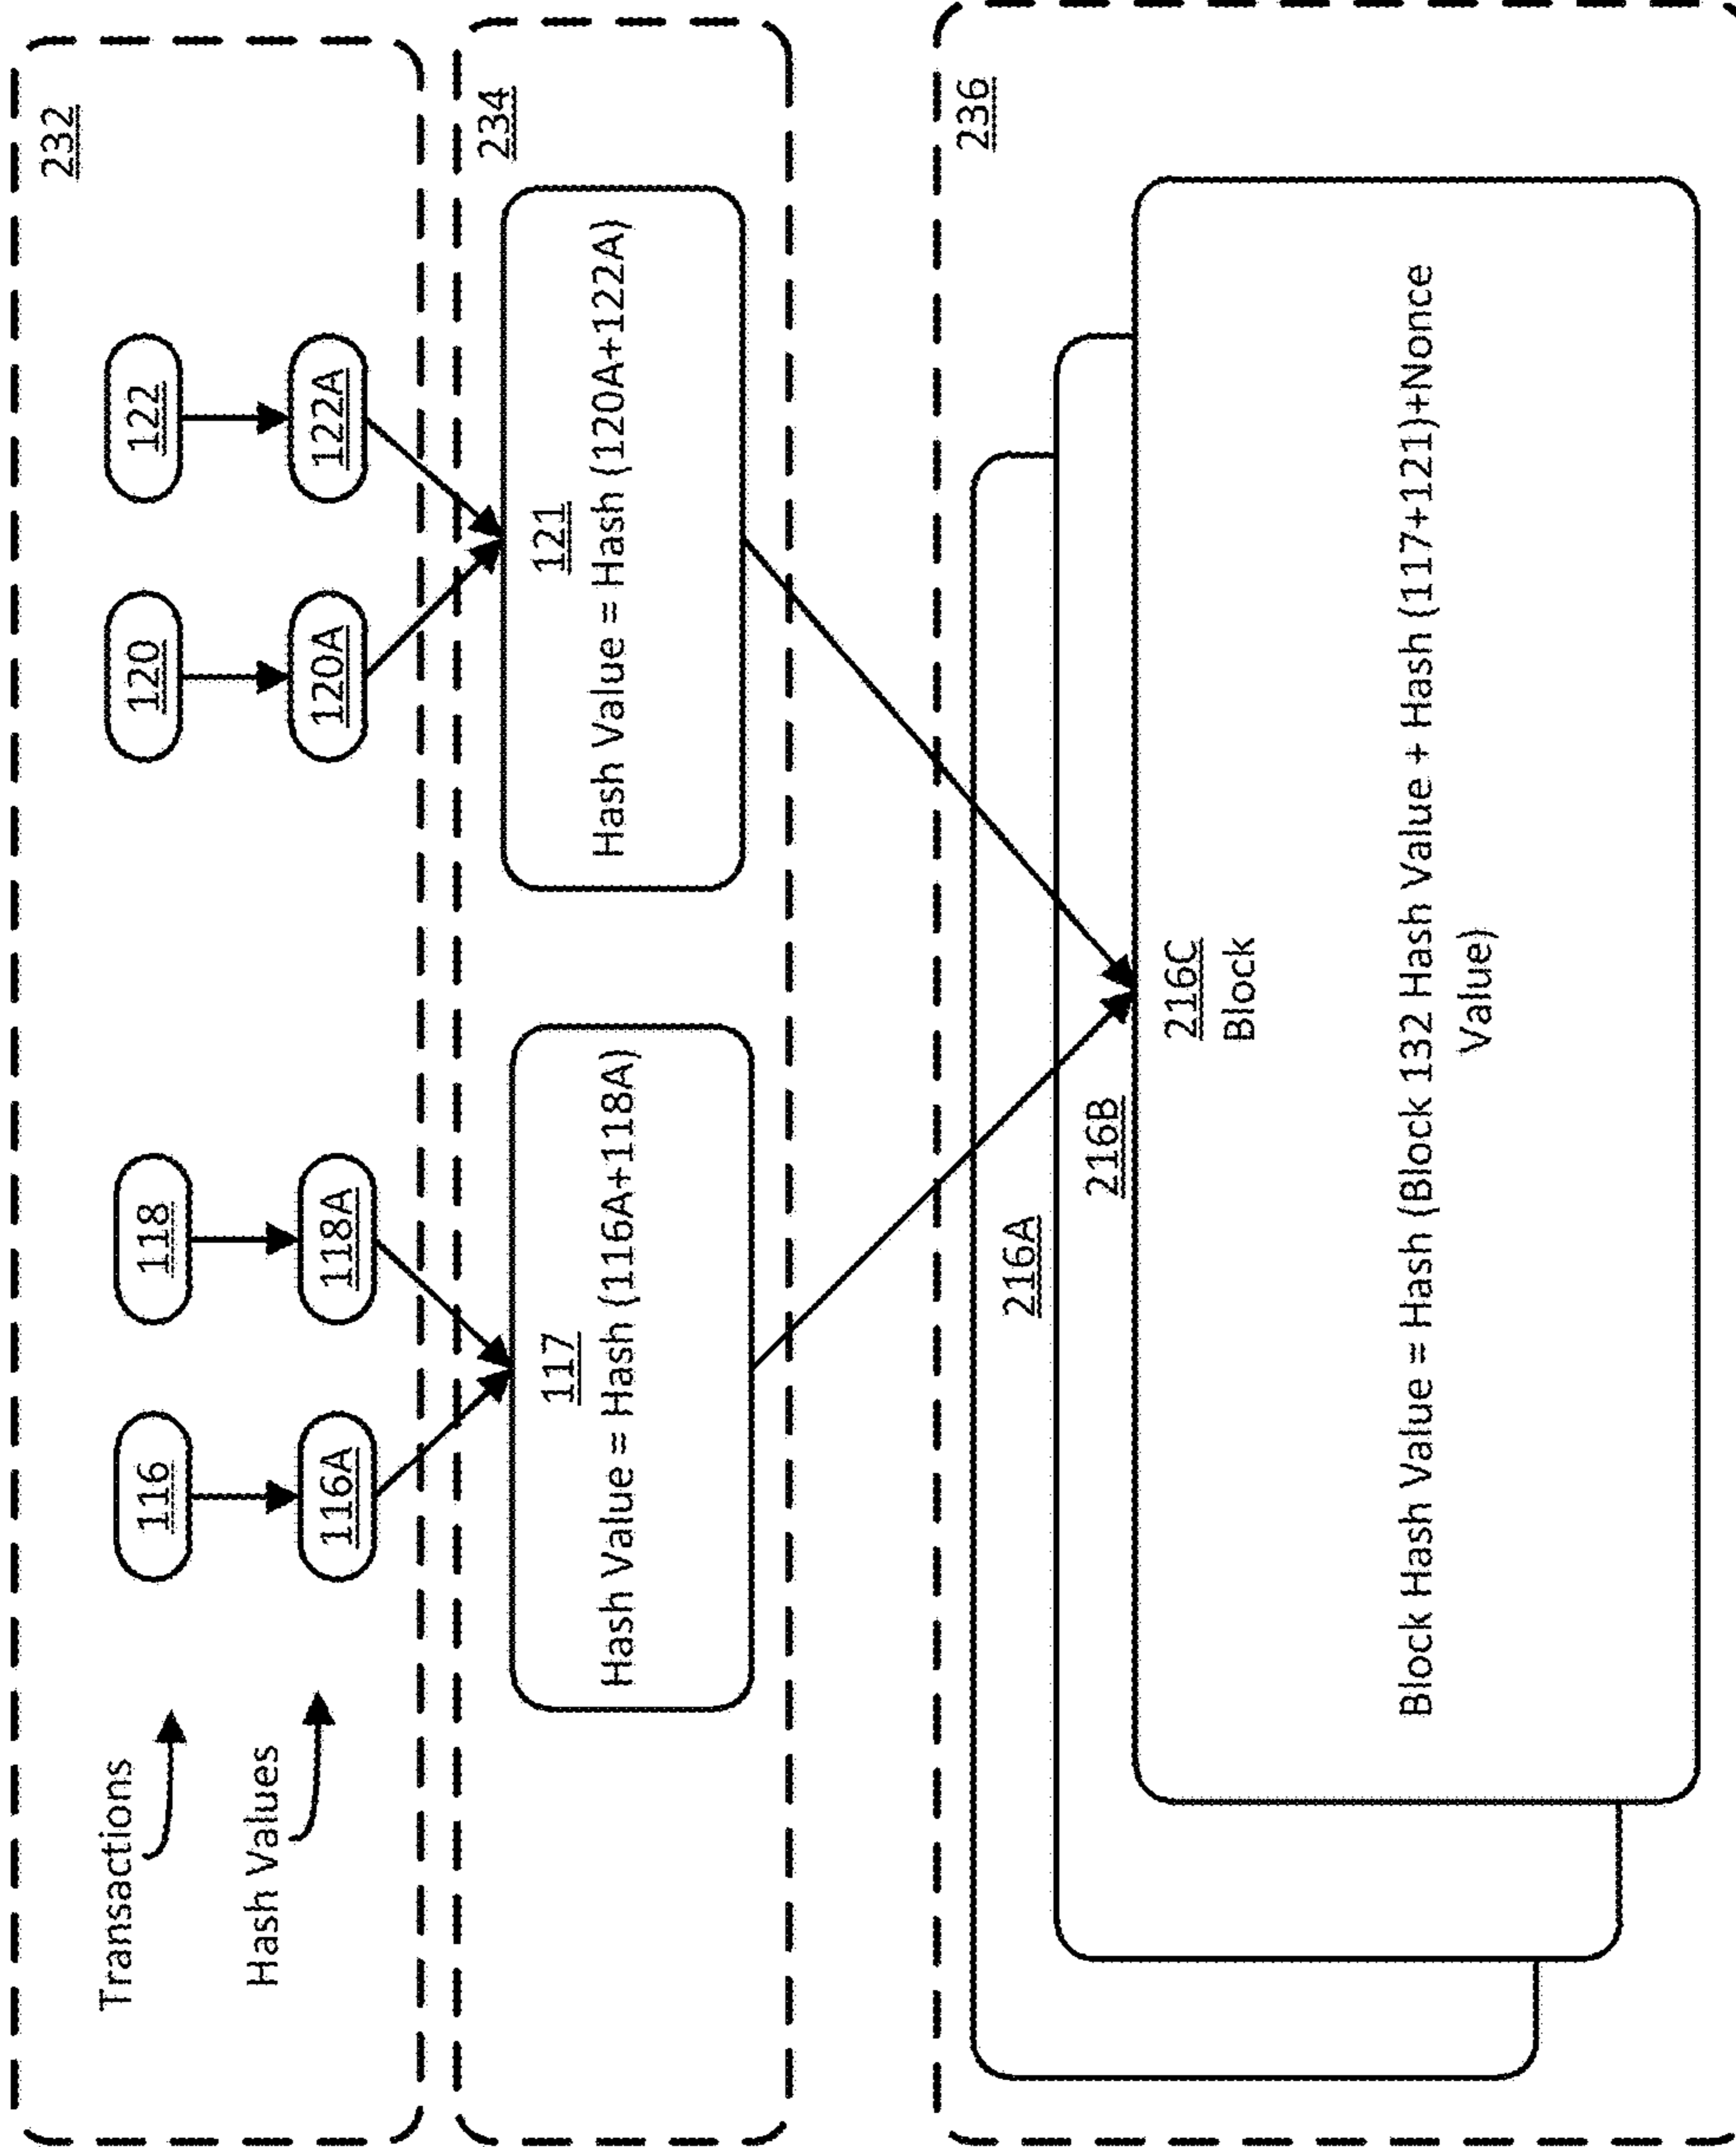 232
Transactions
116
118
120
122
Hash Values
116A
118A
120A
122A
234
117
Hash Value = Hash (116A+118A)
121
Hash Value = Hash (120A+122A)
236
216A
216B
216C
Block
Block Hash Value = Hash (Block 132 Hash Value + Hash (117+121)+Nonce
Value)